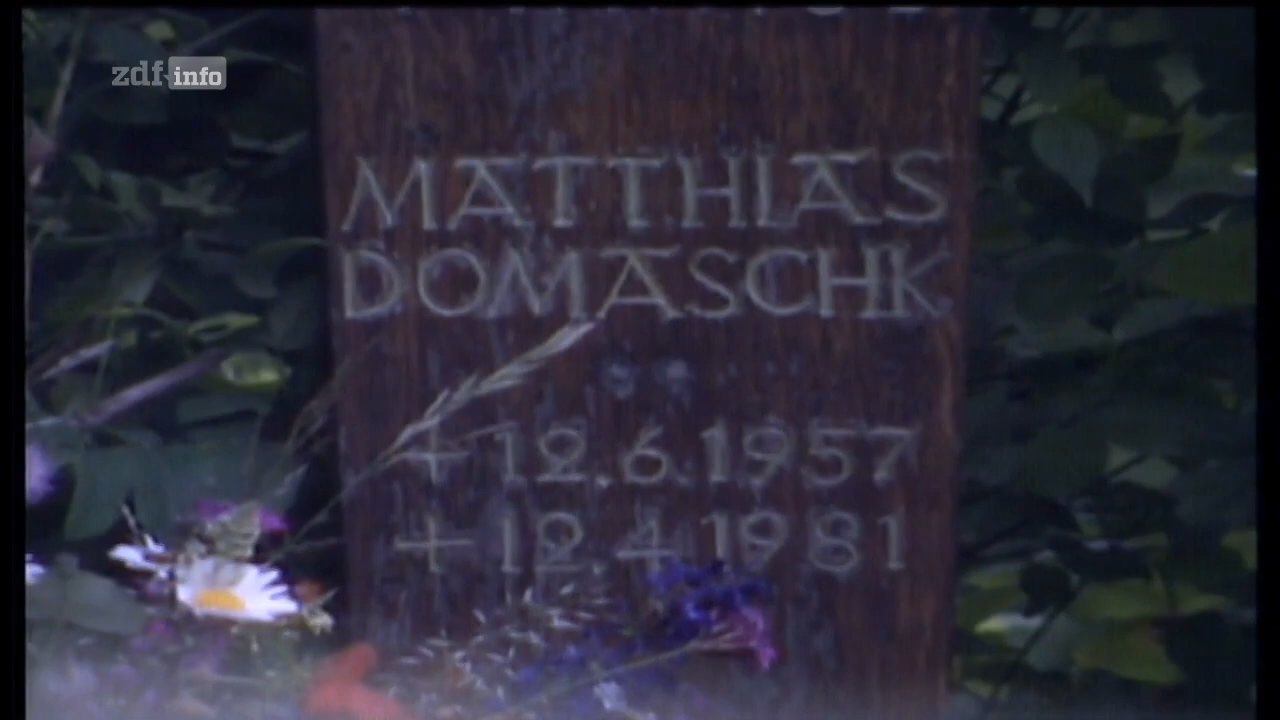 zdf info
MATTHIAS
DOMASCHK
+ 12.6.1957
+ 12.4.1981